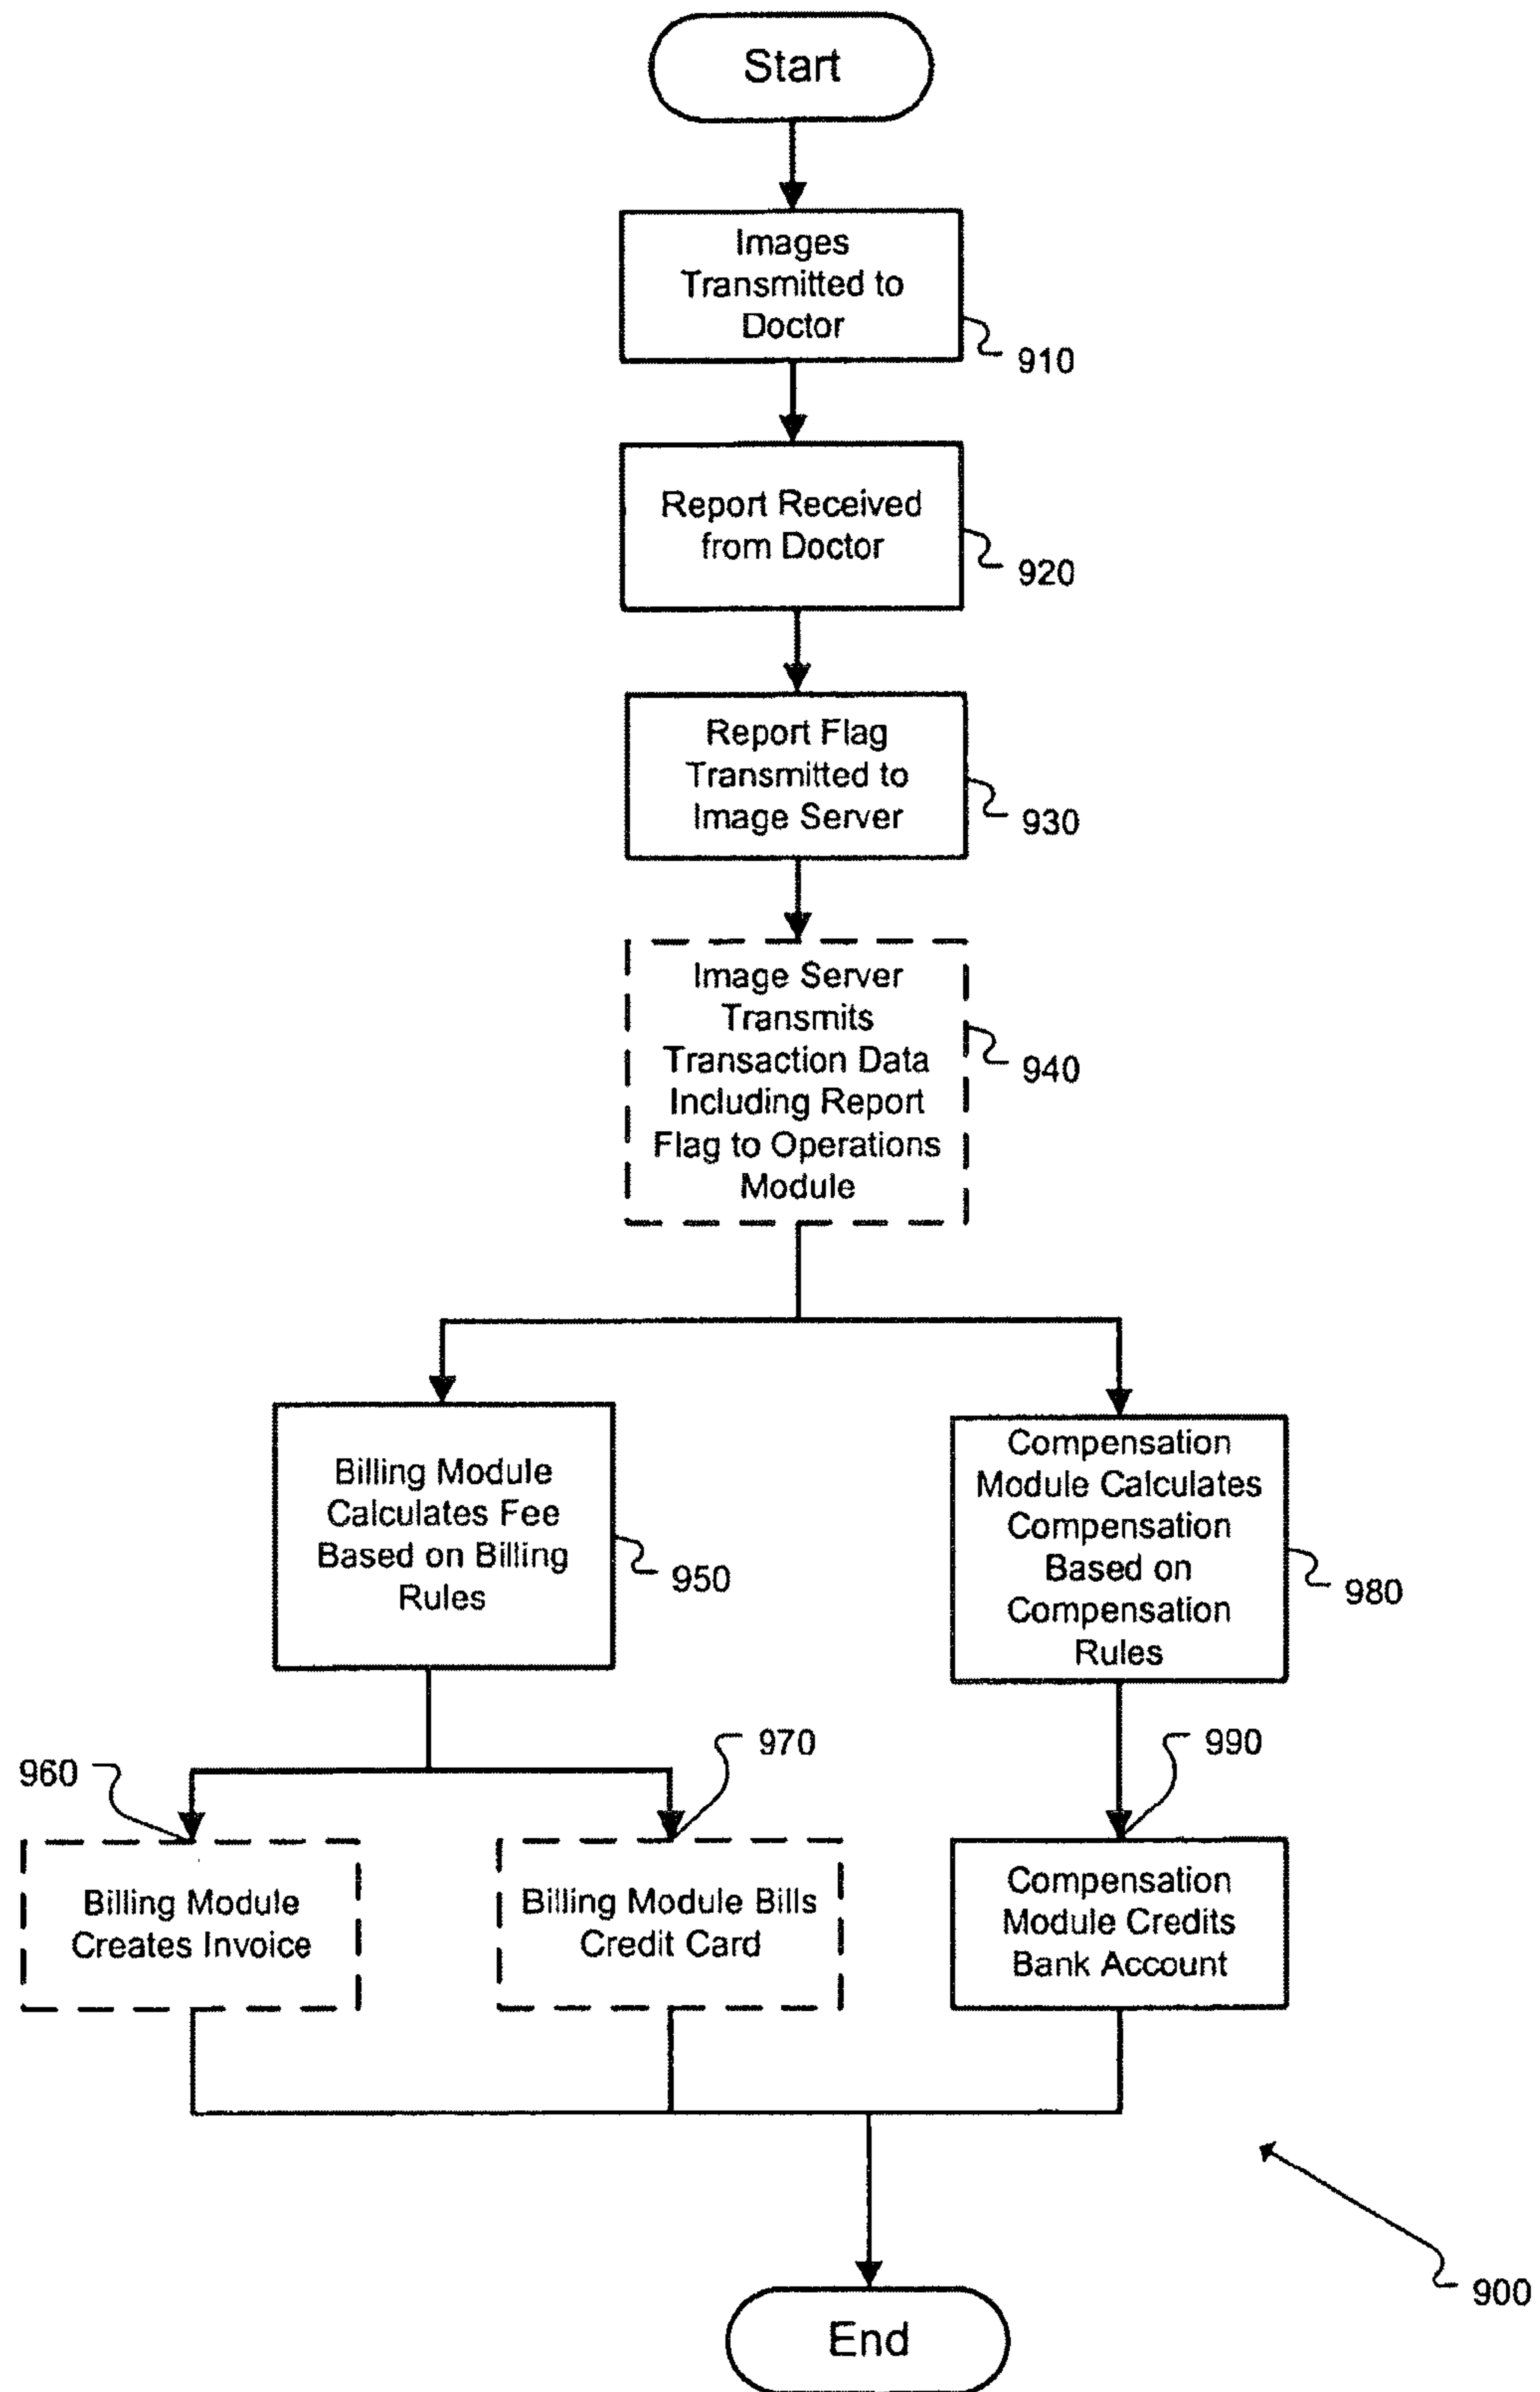 Start
Images
Transmitted to
Doctor
910
Report Received
from Doctor
920
Report Flag
Transmitted to
Image Server
930
Image Server
Transmits
Transaction Data
Including Report
Flag to Operations
Module
940
Billing Module
Calculates Fee
Based on Billing
Rules
950
Compensation
Module Calculates
Compensation
Based on
Compensation
Rules
980
960
970
990
Billing Module
Creates Invoice
Billing Module Bills
Credit Card
Compensation
Module Credits
Bank Account
900
End